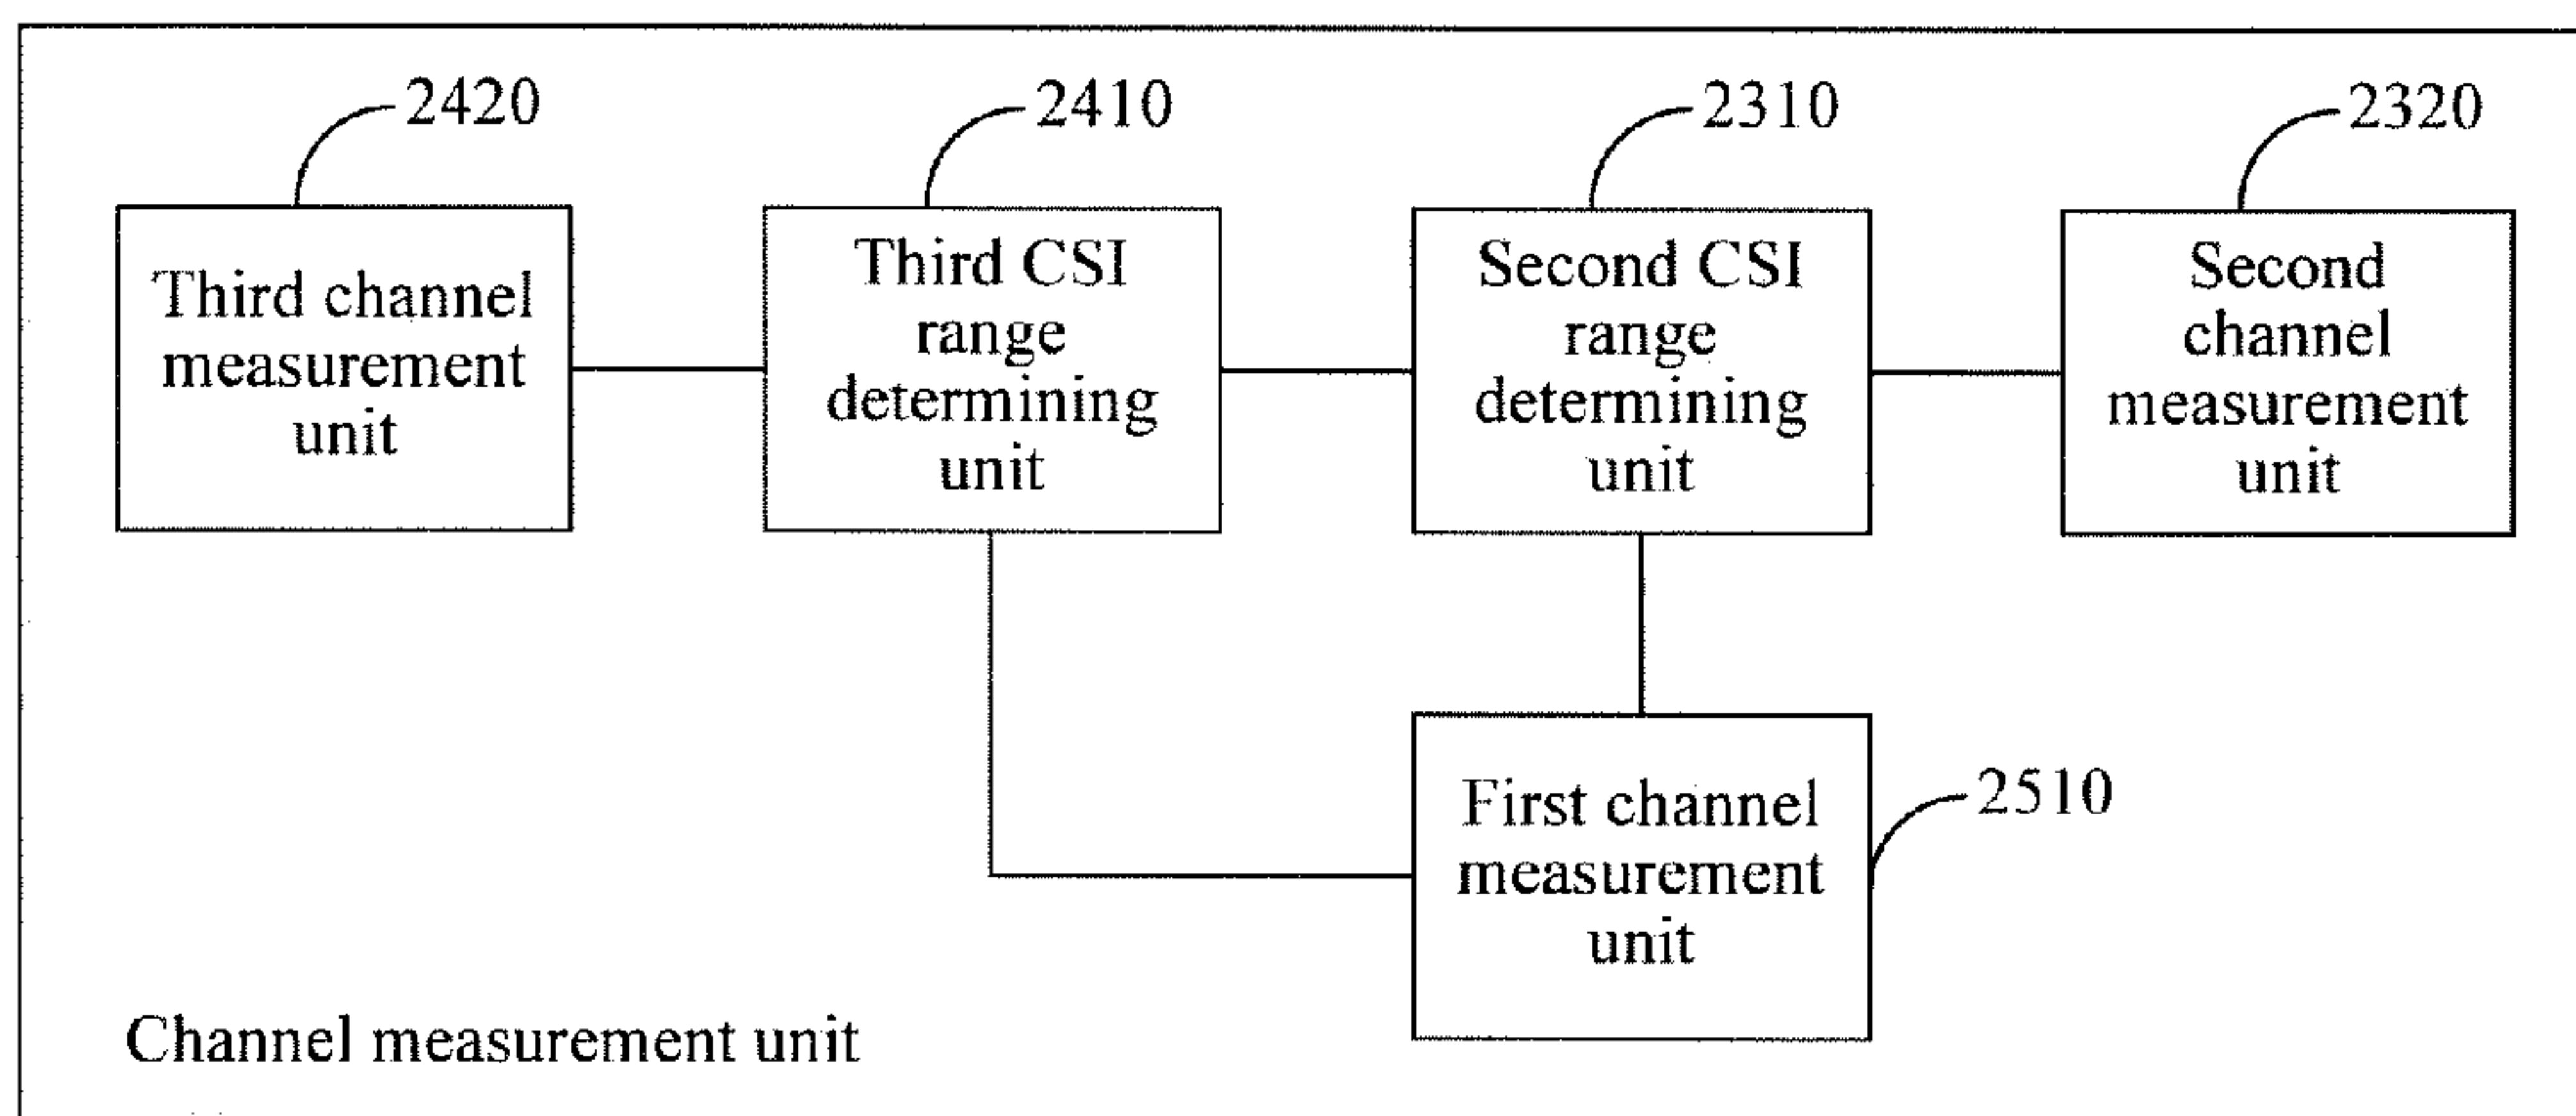 2420
2410
2310
2320
Third channel
measurement
unit
Third CSI
range
determining
unit
Second CSI
range
determining
unit
Second
channel
measurement
unit
First channel
measurement
unit
2510
Channel measurement unit